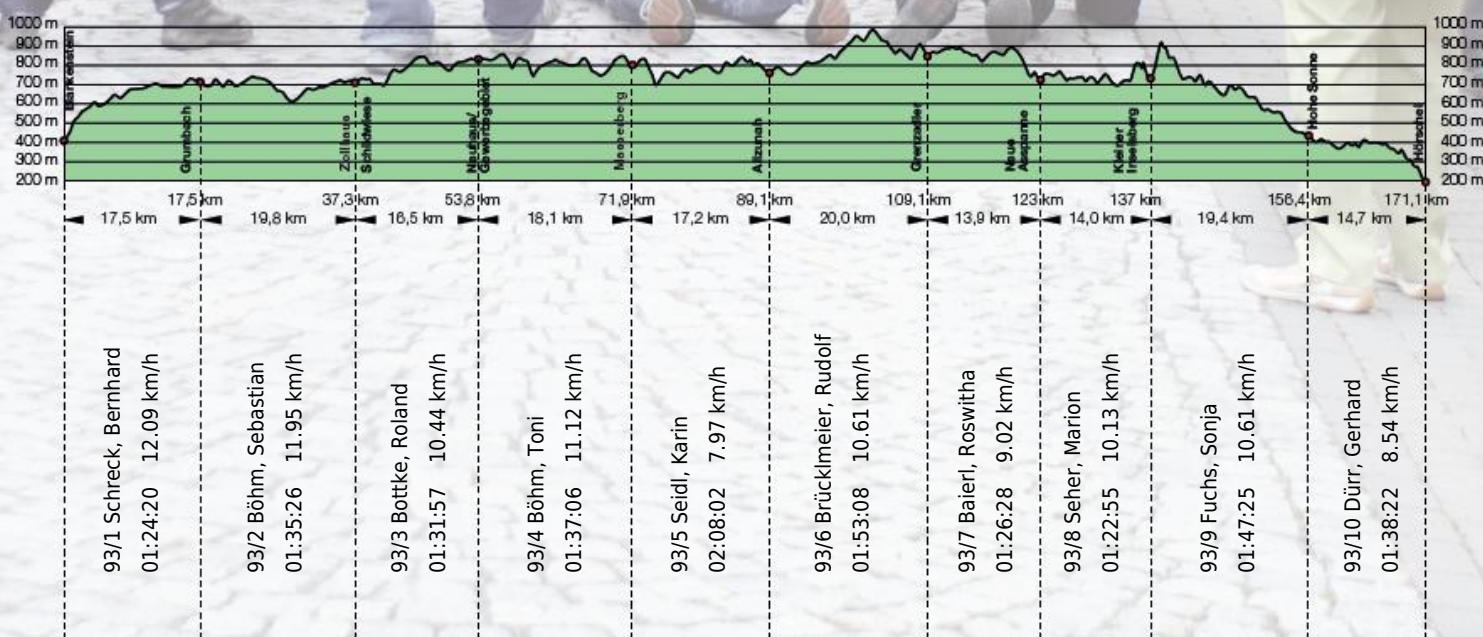 1000 m
900 m
800 m
700 m
600 m
500 m
400 m
300 m
200 m
1000 m
900 m
800 m
700 m
600 m
500 m
400 m
300 m
200 m
Blankenstein
Grumbach
Zollhaus
Schildwiese
Neuhaus/
Masserberg
Allzunah
Grenzadler
Neue
Ausspanne
Kleiner
Inselsberg
Hohe Sonne
Hörschel
17,5 km
37,3 km
53,8 km
71,9 km
89,1 km
109,1 km
123 km
137 km
156,4 km
171,1 km
17,5 km
19,8 km
16,5 km
18,1 km
17,2 km
20,0 km
13,9 km
14,0 km
19,4 km
14,7 km
93/1 Schreck, Bernhard
01:24:20 12.09 km/h
93/2 Böhm, Sebastian
01:35:26 11.95 km/h
93/3 Bottke, Roland
01:31:57 10.44 km/h
93/4 Böhm, Toni
01:37:06 11.12 km/h
93/5 Seidl, Karin
02:08:02 7.97 km/h
93/6 Brücklmeier, Rudolf
01:53:08 10.61 km/h
93/7 Baierl, Roswitha
01:26:28 9.02 km/h
93/8 Seher, Marion
01:22:55 10.13 km/h
93/9 Fuchs, Sonja
01:47:25 10.61 km/h
93/10 Dürr, Gerhard
01:38:22 8.54 km/h